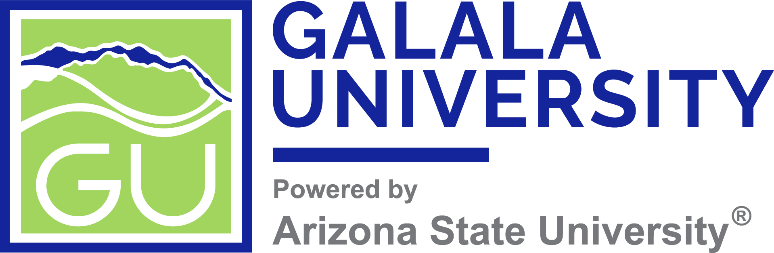 GU
GALALA
UNIVERSITY
Powered by
Arizona State University®